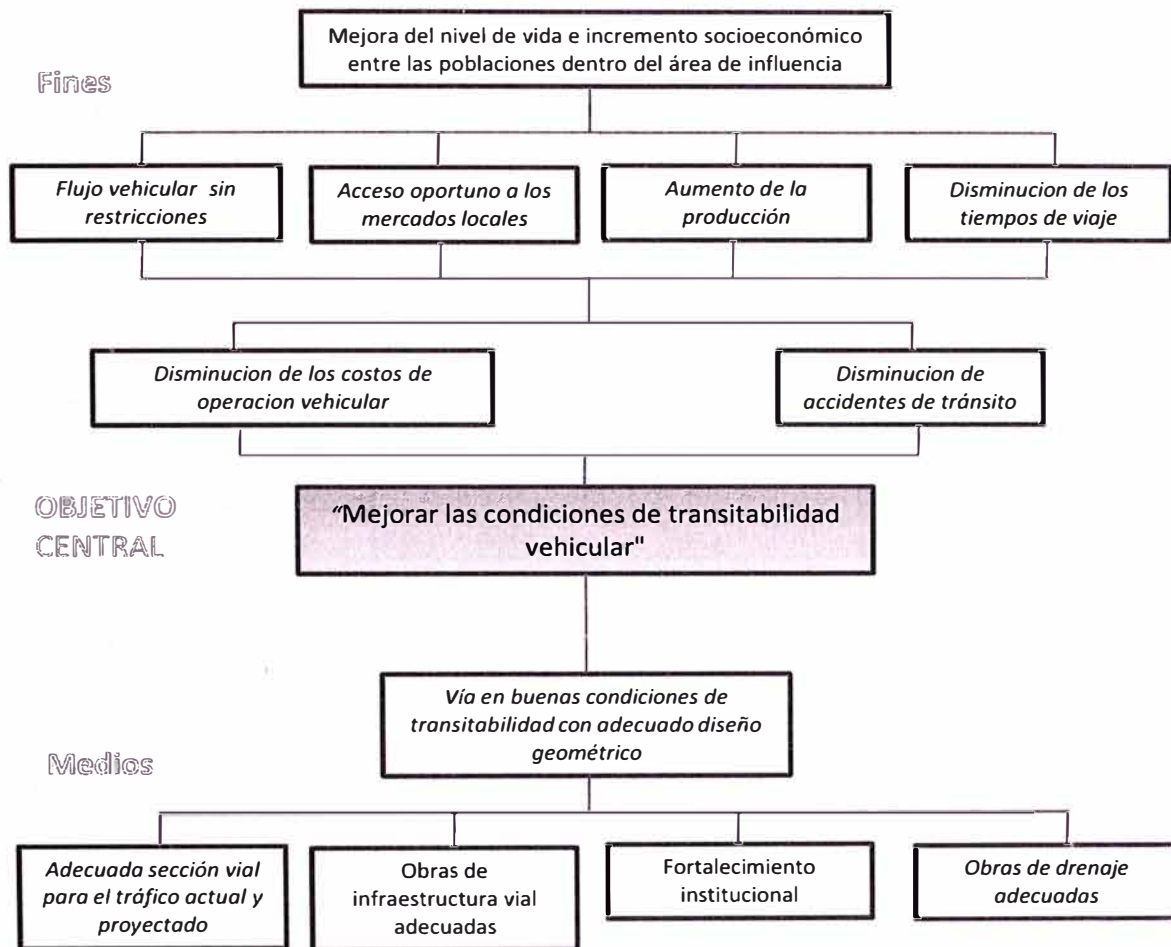 Mejora del nivel de vida e incremento socioeconómico
entre las poblaciones dentro del área de influencia
Fines
Flujo vehicular sin
restricciones
Acceso oportuno a los
mercados locales
Aumento de la
producción
Disminucion de los
tiempos de viaje
Disminucion de los costos de
operacion vehicular
Disminucion de
accidentes de tránsito
OBJETIVO
CENTRAL
“Mejorar las condiciones de transitabilidad
vehicular"
Vía en buenas condiciones de
transitabilidad con adecuado diseño
geométrico
Medios
Adecuada sección vial
para el tráfico actual y
proyectado
Obras de
infraestructura vial
adecuadas
Fortalecimiento
institucional
Obras de drenaje
adecuadas